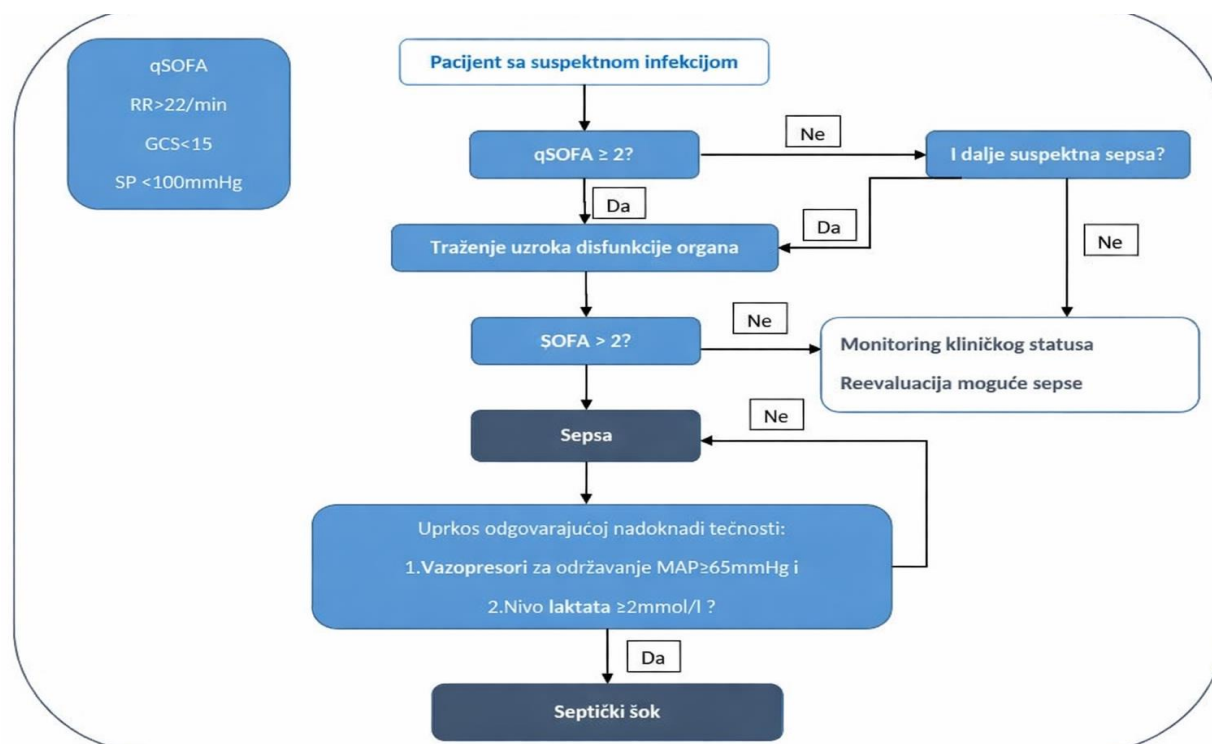 qSOFA
RR>22/min
GCS<15
SP <100mmHg
Pacijent sa suspektnom infekcijom
qSOFA ≥ 2?
Ne
I dalje suspektna sepsa?
Da
Da
Ne
Traženje uzroka disfunkcije organa
ŞOFA > 2?
Ne
Monitoring kliničkog statusa
Reevaluacija moguće sepse
Sepsa
Ne
Uprkos odgovarajućoj nadoknadi tečnosti:
1.Vazopresori za održavanje MAP≥65mmHg i
2.Nivo laktata ≥2mmol/l ?
Da
Septički šok